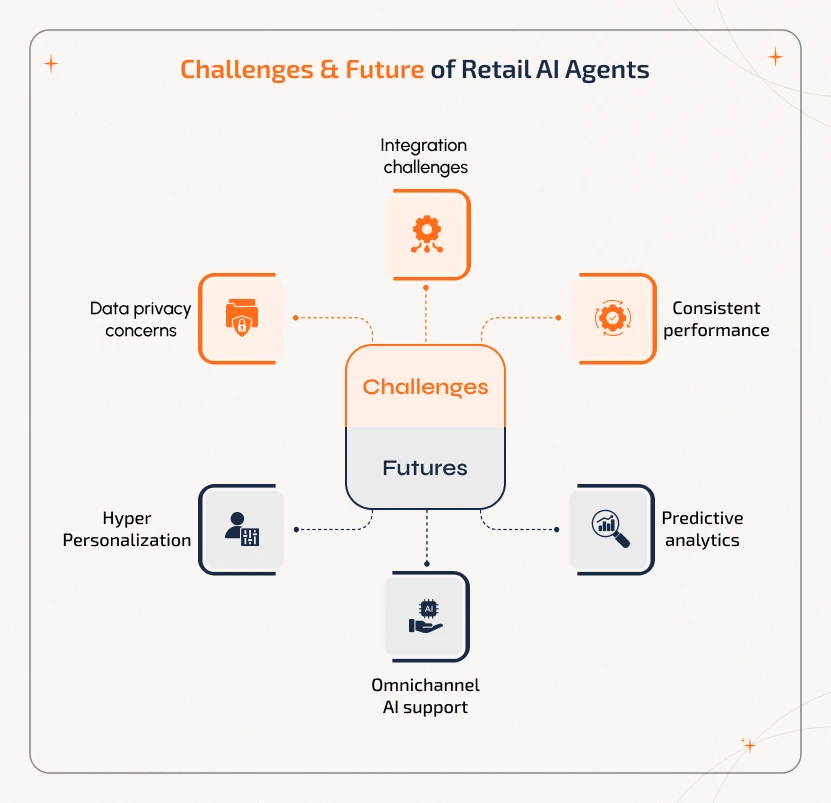 Challenges & Future of Retail AI Agents
Integration
challenges
Data privacy
concerns
Consistent
performance
Challenges
Futures
Hyper
Personalization
Predictive
analytics
AI
Omnichannel
AI support